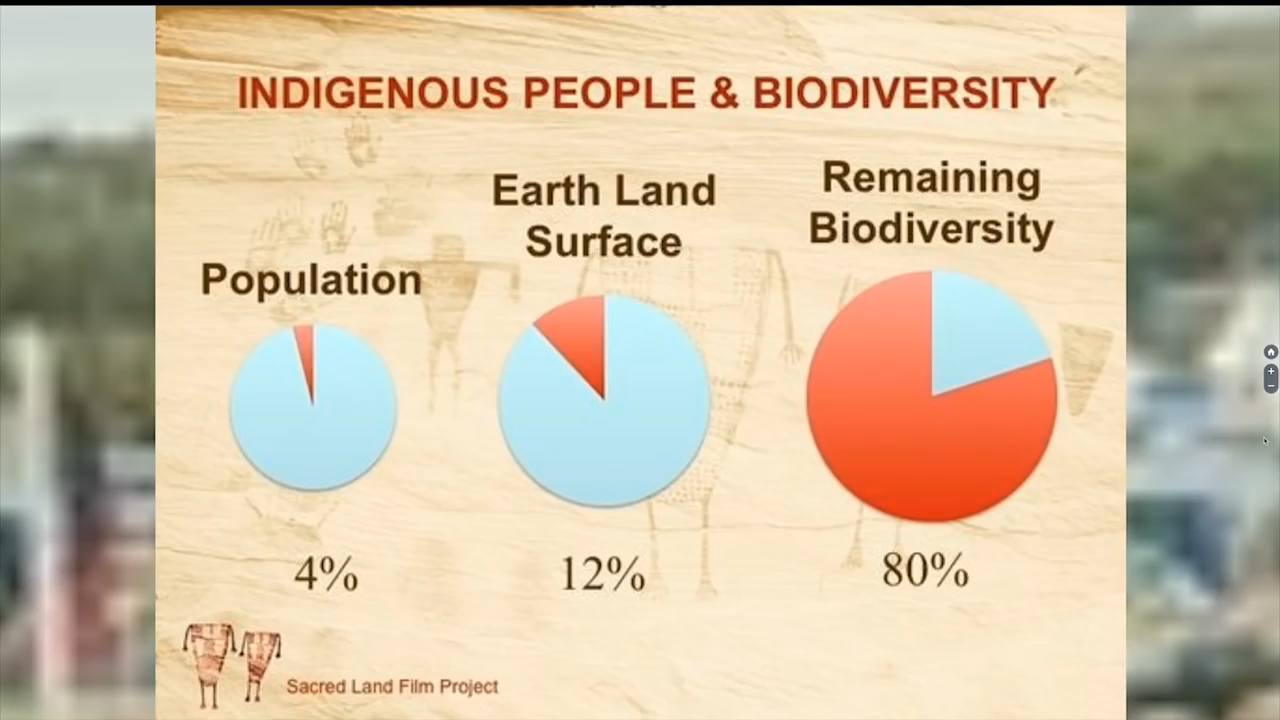 INDIGENOUS PEOPLE & BIODIVERSITY
Population
4%
Earth Land
Surface
12%
Remaining
Biodiversity
80%
Sacred Land Film Project